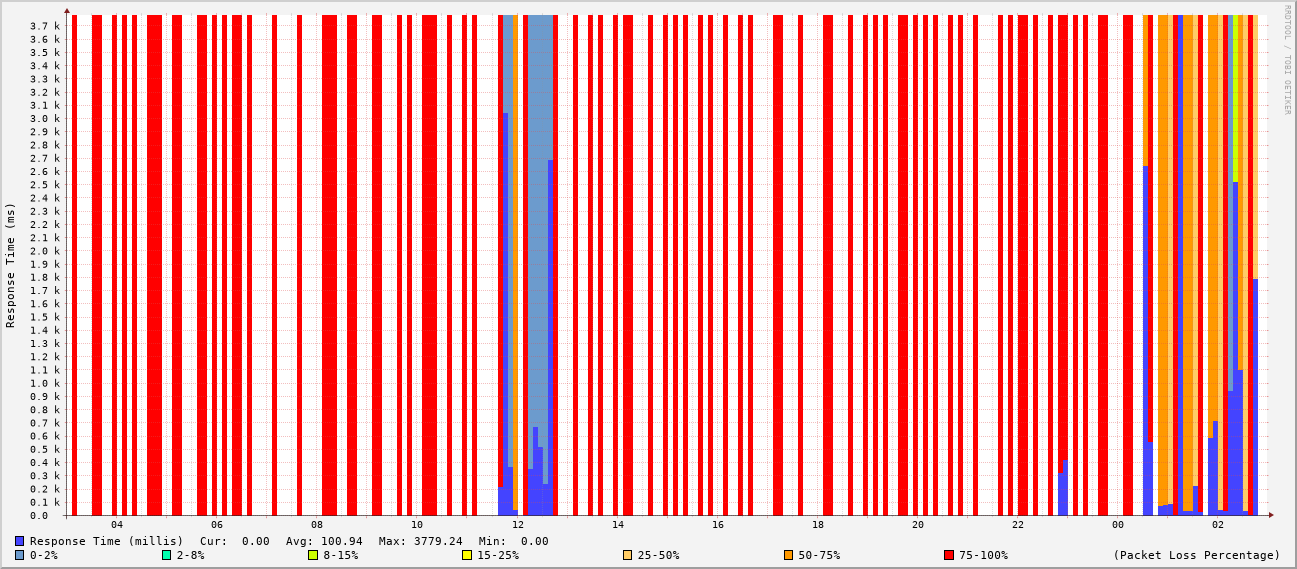 RRDTOOL / TOBI OETIKER
Response Time (ms)
3.7 k
3.6 k
3.5 k
3.4 k
3.3 k
3.2 k
3.1 k
3.0 k
2.9 k
2.8 k
2.7 k
2.6 k
2.5 k
2.4 k
2.3 k
2.2 k
2.1 k
2.0 k
1.9 k
1.8 k
1.7 k
1.6 k
1.5 k
1.4 k
1.3 k
1.2 k
1.1 k
1.0 k
0.9 k
0.8 k
0.7 k
0.6 k
0.5 k
0.4 k
0.3 k
0.2 k
0.1 k
0.0
04 06 08 10 12 14 16 18 20 22 00 02
Response Time (millis) Cur: 0.00 Avg: 100.94 Max: 3779.24 Min: 0.00
0-2% 2-8% 8-15% 15-25% 25-50% 50-75% 75-100% (Packet Loss Percentage)